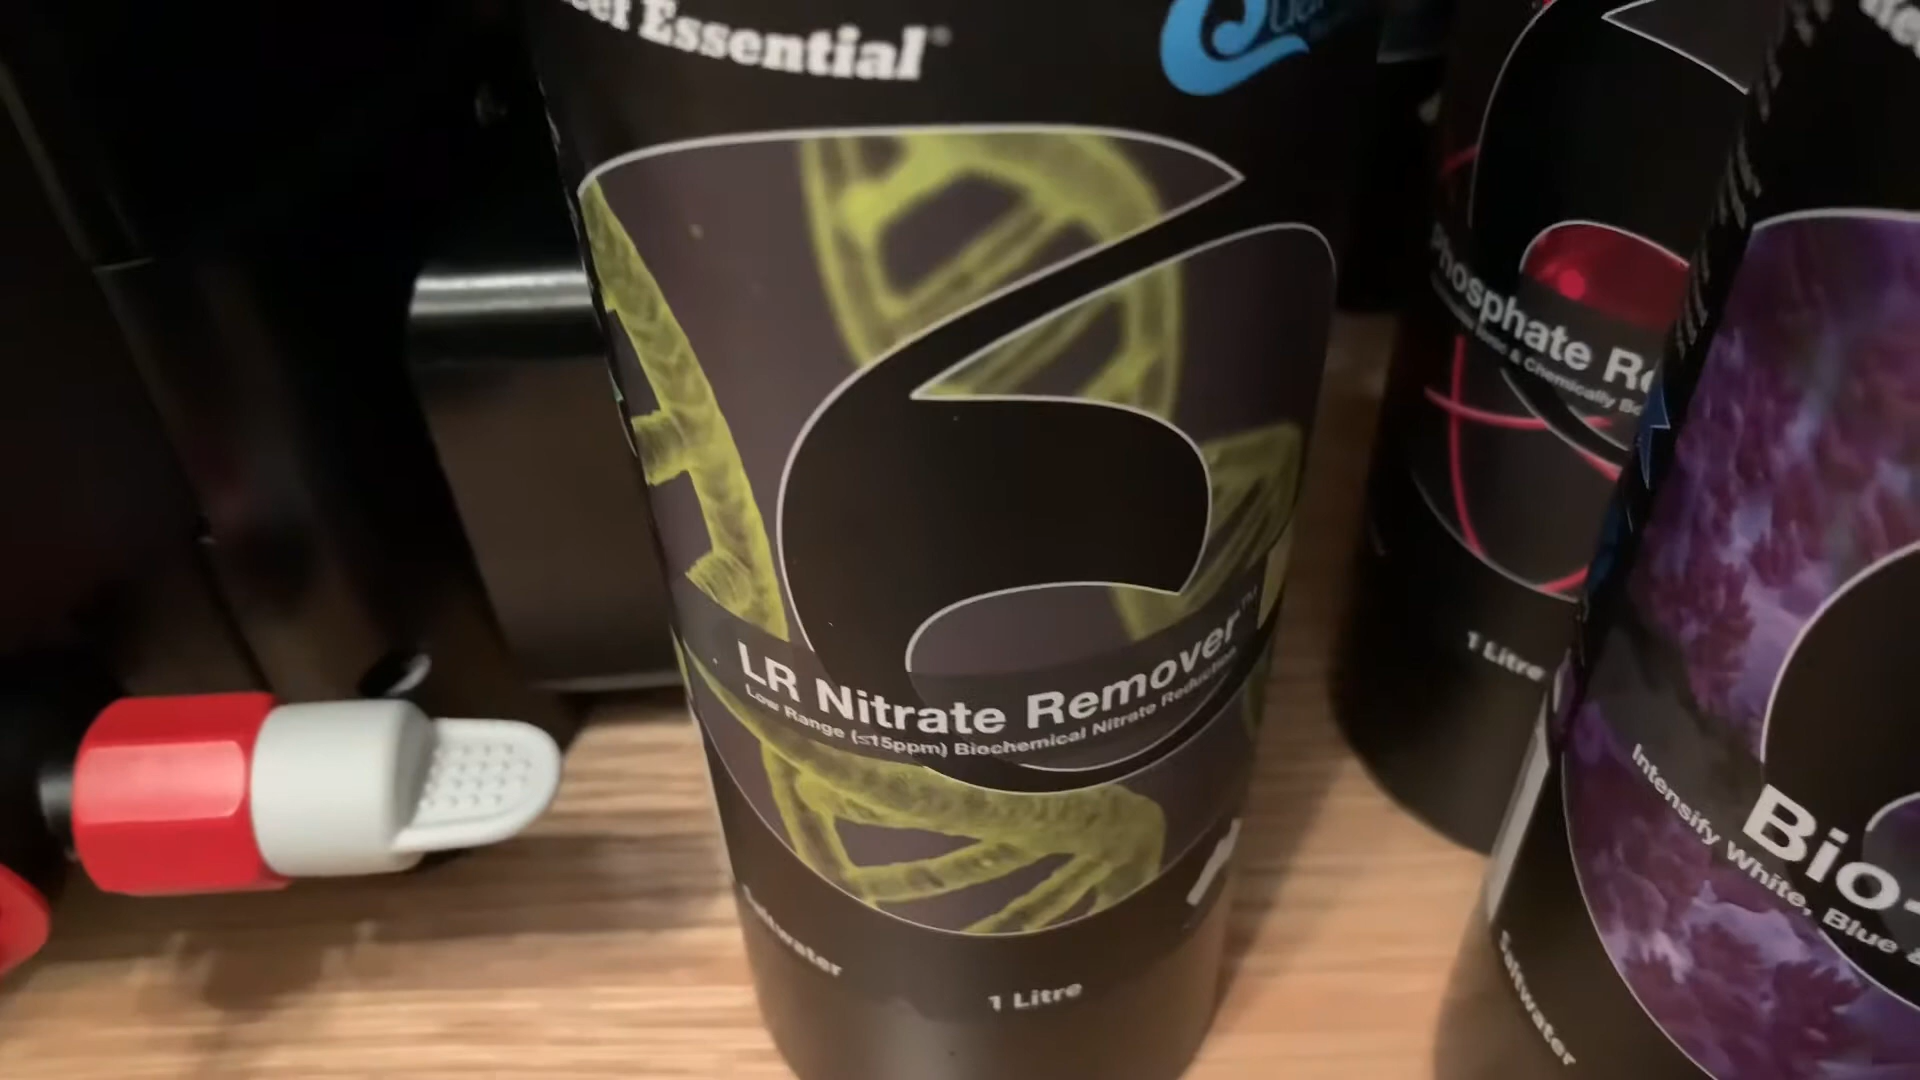 Essential®
LR Nitrate Remover™
Low Range (≤15ppm) Biochemical Nitrate Reduction
Saltwater
1 Litre
Phosphate
& Chemically
1 Litre
Bio-
Intensify White, Blue &
Saltwater